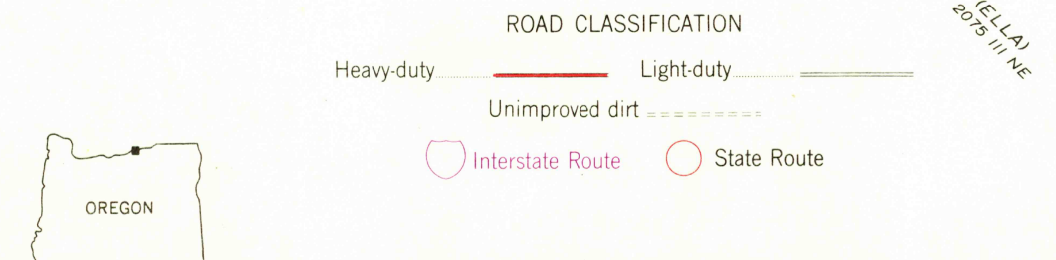 ROAD CLASSIFICATION
(ELLA)
2075 III NE
Heavy-duty Light-duty
Unimproved dirt
Interstate Route State Route
OREGON